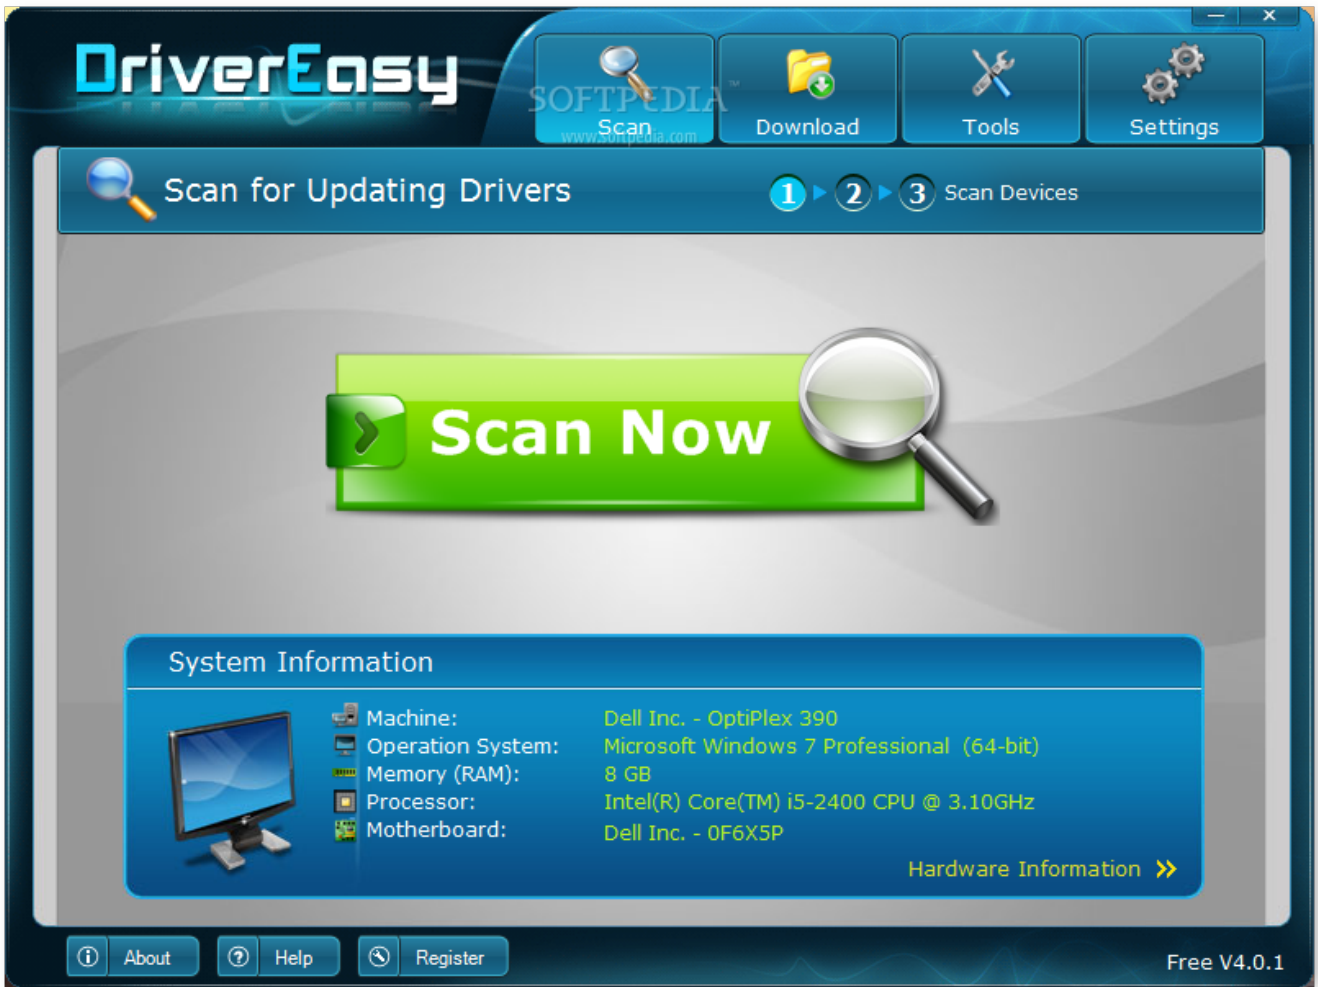 DriverEasy
SOFTPEDIA™
www.softpedia.com
Scan
Download
Tools
Settings
Scan for Updating Drivers
1 2 3 Scan Devices
Scan Now
System Information
Machine: Dell Inc. - OptiPlex 390
Operation System: Microsoft Windows 7 Professional (64-bit)
Memory (RAM): 8 GB
Processor: Intel(R) Core(TM) i5-2400 CPU @ 3.10GHz
Motherboard: Dell Inc. - 0F6X5P
Hardware Information
About
Help
Register
Free V4.0.1